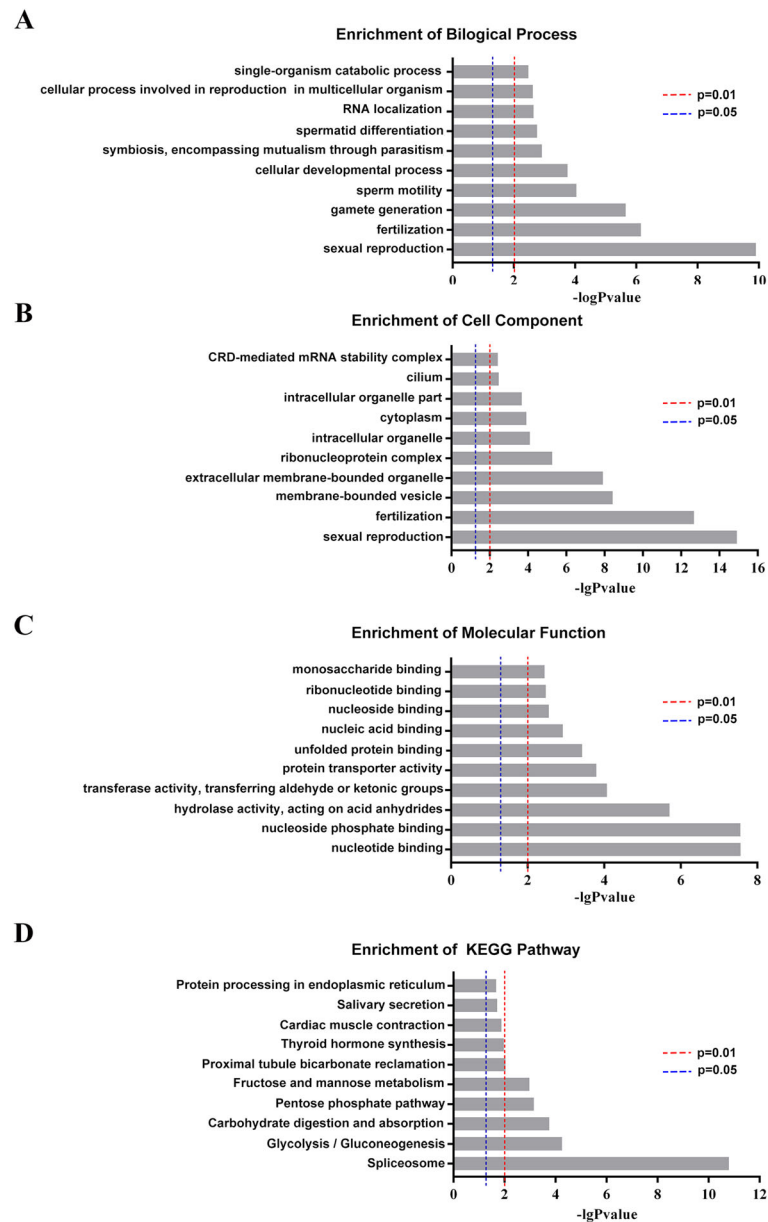 A
Enrichment of Bilogical Process
single-organism catabolic process
cellular process involved in reproduction in multicellular organism
RNA localization
spermatid differentiation
symbiosis, encompassing mutualism through parasitism
cellular developmental process
sperm motility
gamete generation
fertilization
sexual reproduction
p=0.01
p=0.05
0 2 4 6 8 10
-logPvalue
B
Enrichment of Cell Component
CRD-mediated mRNA stability complex
cilium
intracellular organelle part
cytoplasm
intracellular organelle
ribonucleoprotein complex
extracellular membrane-bounded organelle
membrane-bounded vesicle
fertilization
sexual reproduction
p=0.01
p=0.05
0 2 4 6 8 10 12 14 16
-lgPvalue
C
Enrichment of Molecular Function
monosaccharide binding
ribonucleotide binding
nucleoside binding
nucleic acid binding
unfolded protein binding
protein transporter activity
transferase activity, transferring aldehyde or ketonic groups
hydrolase activity, acting on acid anhydrides
nucleoside phosphate binding
nucleotide binding
p=0.01
p=0.05
0 2 4 6 8
-lgPvalue
D
Enrichment of KEGG Pathway
Protein processing in endoplasmic reticulum
Salivary secretion
Cardiac muscle contraction
Thyroid hormone synthesis
Proximal tubule bicarbonate reclamation
Fructose and mannose metabolism
Pentose phosphate pathway
Carbohydrate digestion and absorption
Glycolysis / Gluconeogenesis
Spliceosome
p=0.01
p=0.05
0 2 4 6 8 10 12
-lgPvalue